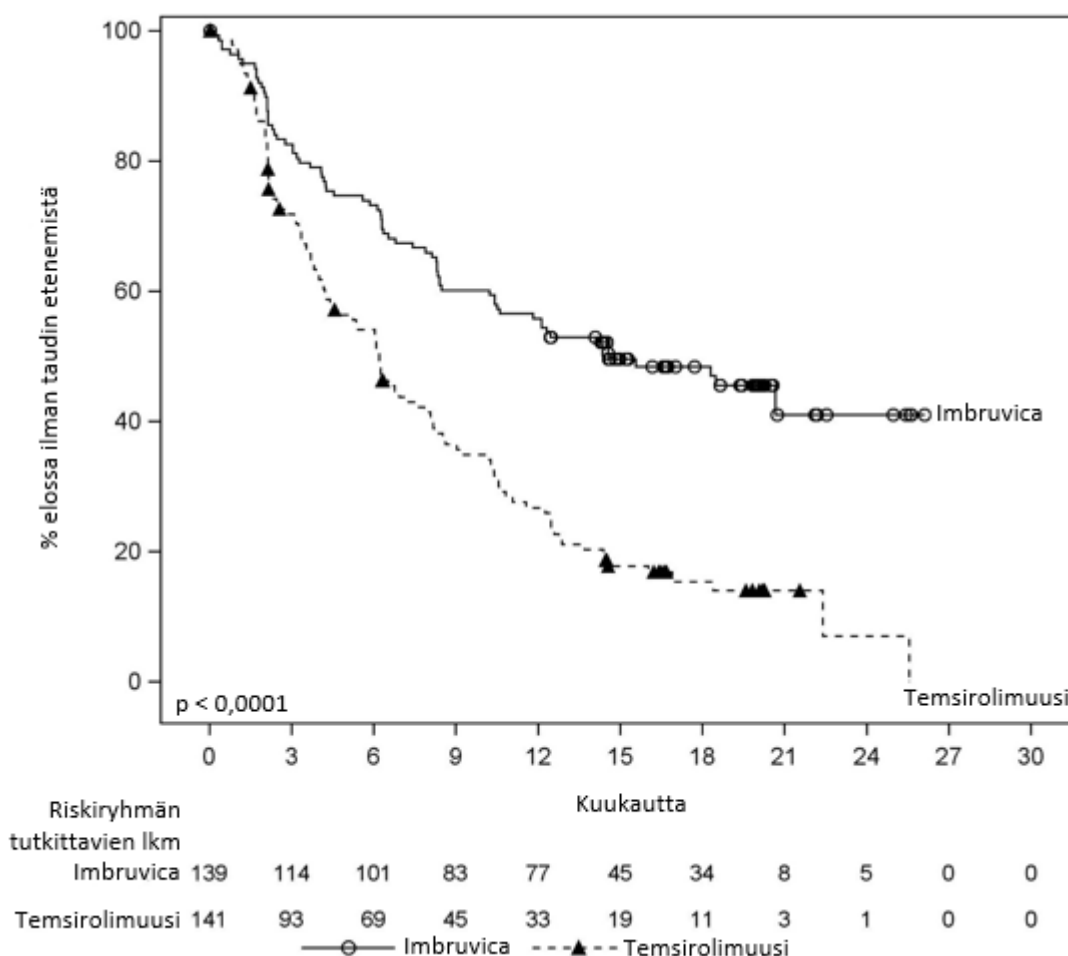 % elossa ilman taudin etenemistä
100
80
60
40
20
0
Imbruvica
Temsirolimuusi
p < 0,0001
0 3 6 9 12 15 18 21 24 27 30
Kuukautta
Riskiryhmän
tutkittavien lkm
Imbruvica 139 114 101 83 77 45 34 8 5 0 0
Temsirolimuusi 141 93 69 45 33 19 11 3 1 0 0
Imbruvica Temsirolimuusi